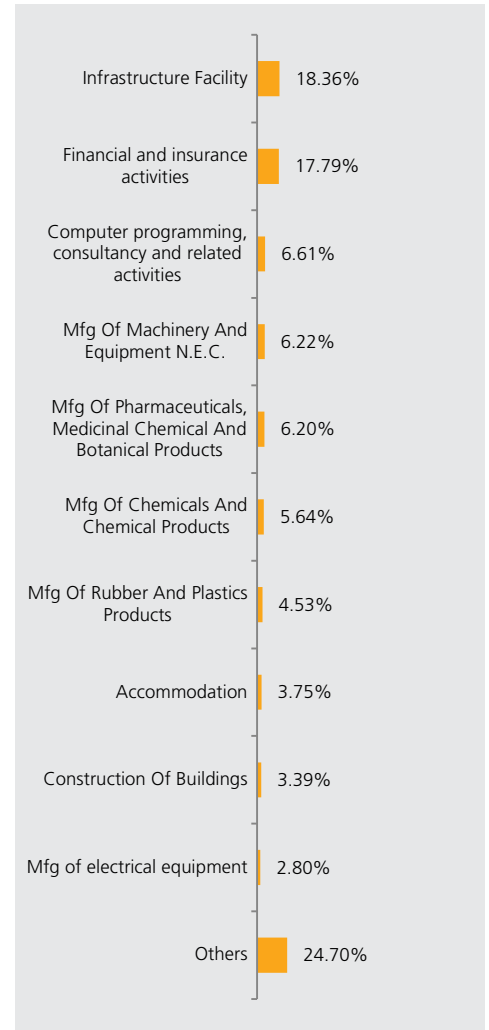 Infrastructure Facility 18.36%
Financial and insurance
activities 17.79%
Computer programming,
consultancy and related
activities 6.61%
Mfg Of Machinery And
Equipment N.E.C. 6.22%
Mfg Of Pharmaceuticals,
Medicinal Chemical And
Botanical Products 6.20%
Mfg Of Chemicals And
Chemical Products 5.64%
Mfg Of Rubber And Plastics
Products 4.53%
Accommodation 3.75%
Construction Of Buildings 3.39%
Mfg of electrical equipment 2.80%
Others 24.70%